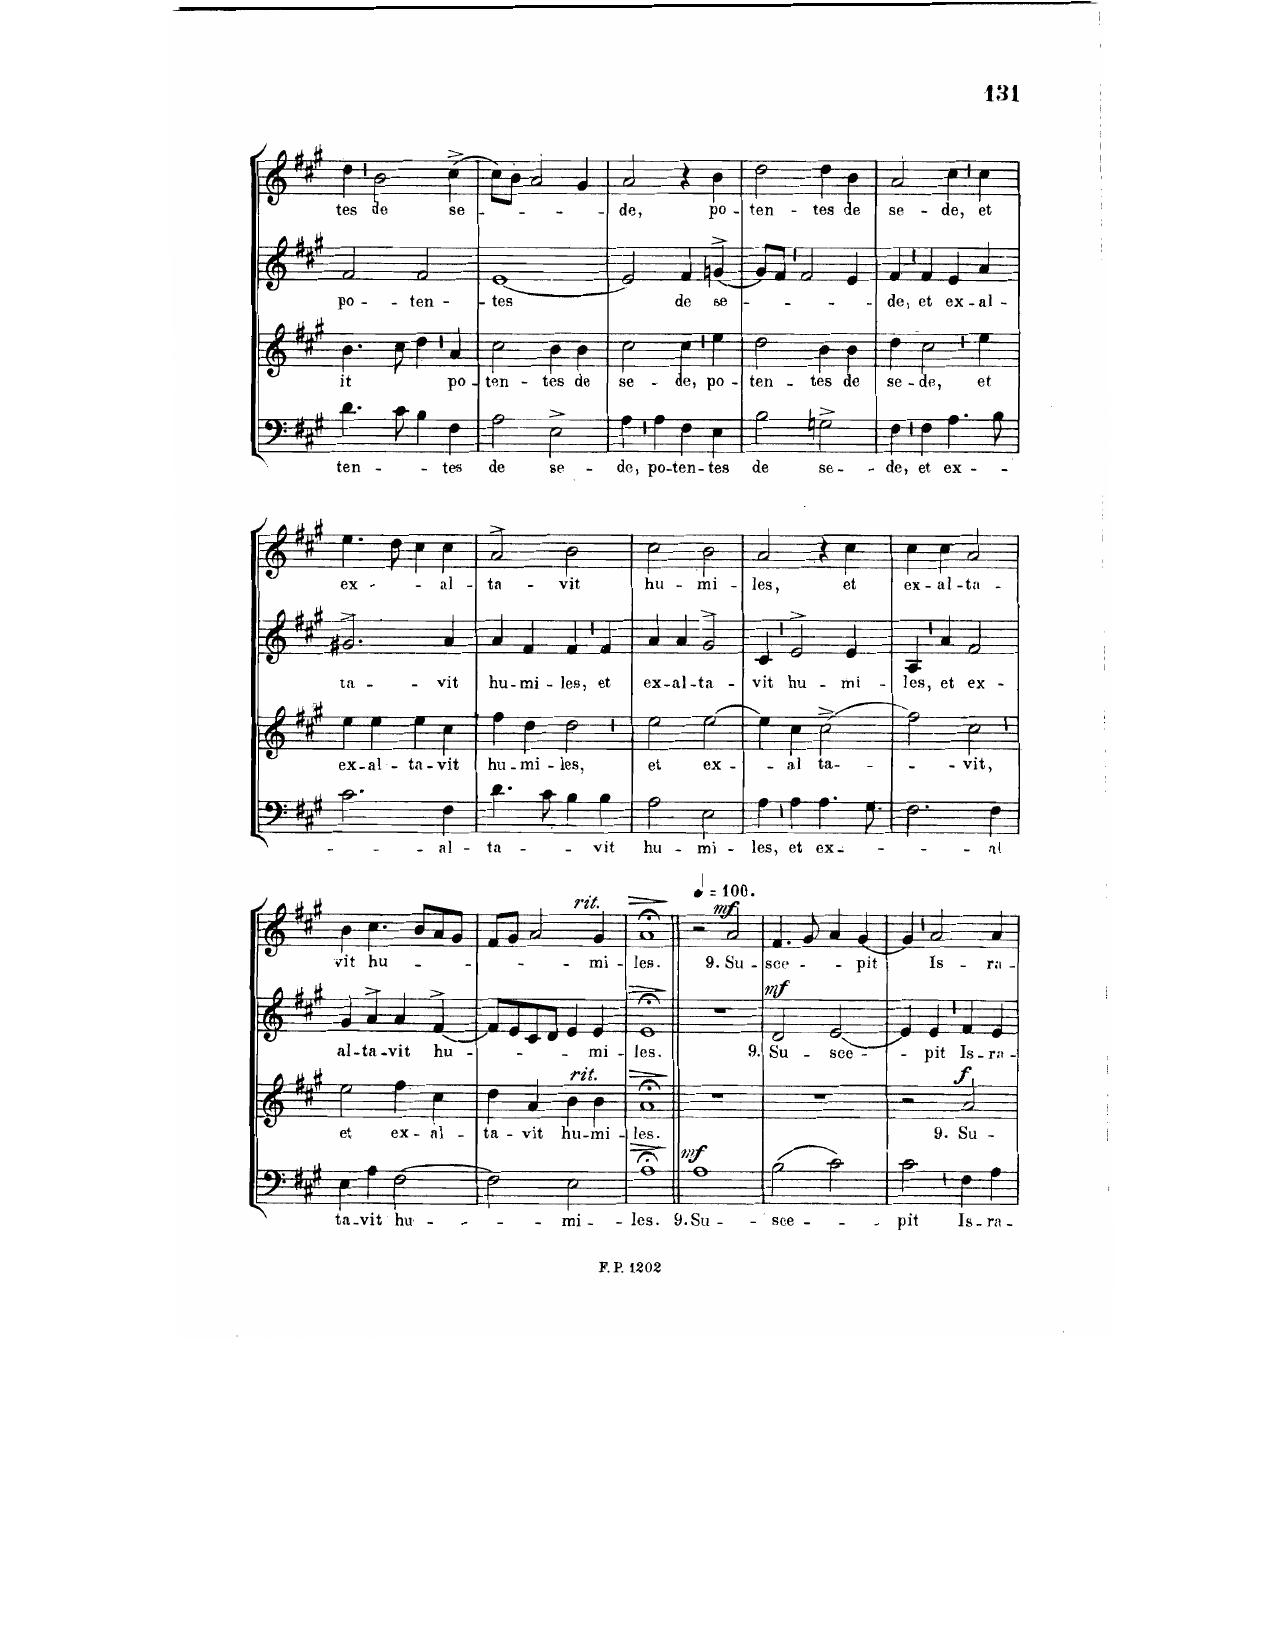 131
tes de se - - - - de, po - ten - tes de se - de, et
po - - ten - - tes de se - - - - - de, et ex - al -
it po - ten - tes de se - de, po - ten - tes de se - de, et
ten - - - tes de se - de, po - ten - tes de se - - de, et ex - -
ex - - al - ta - vit hu - mi - les, et ex - al - ta -
ta - - vit hu - mi - les, et ex - al - ta - vit hu - mi - les, et ex -
ex - al - ta - vit hu - mi - les, et ex - - al ta - - - vit,
- - - al - ta - - vit hu - mi - les, et ex - - - al
= 100.
rit. mf
vit hu - - - - - mi - les. 9. Su - sce - - pit Is - ra -
mf
al - ta - vit hu - - - - mi - les. 9. Su - sce - - pit Is - ra -
rit. f
et ex - al - ta - vit hu - mi - les. 9. Su -
mf
ta - vit hu - - - mi - - les. 9. Su - - sce - - - pit Is - ra -
F. P. 1202